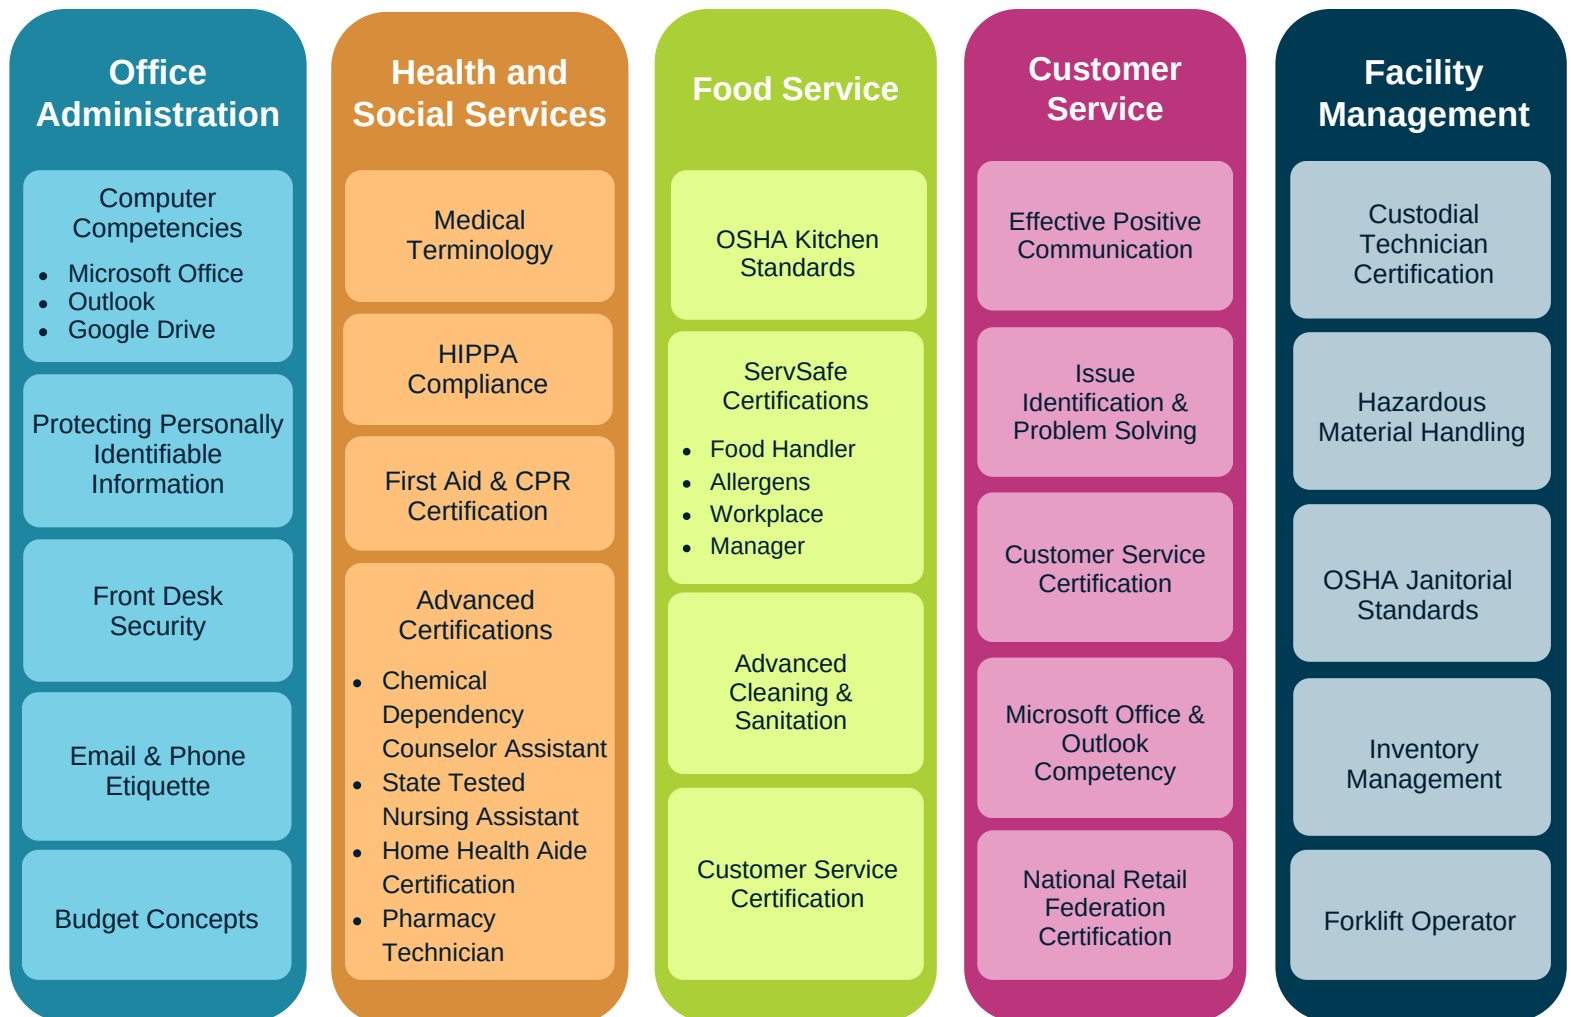 Office
Administration
Computer
Competencies
• Microsoft Office
• Outlook
• Google Drive
Protecting Personally
Identifiable
Information
Front Desk
Security
Email & Phone
Etiquette
Budget Concepts
Health and
Social Services
Medical
Terminology
HIPPA
Compliance
First Aid & CPR
Certification
Advanced
Certifications
• Chemical
Dependency
Counselor Assistant
• State Tested
Nursing Assistant
• Home Health Aide
Certification
• Pharmacy
Technician
Food Service
OSHA Kitchen
Standards
ServSafe
Certifications
• Food Handler
• Allergens
• Workplace
• Manager
Advanced
Cleaning &
Sanitation
Customer Service
Certification
Customer
Service
Effective Positive
Communication
Issue
Identification &
Problem Solving
Customer Service
Certification
Microsoft Office &
Outlook
Competency
National Retail
Federation
Certification
Facility
Management
Custodial
Technician
Certification
Hazardous
Material Handling
OSHA Janitorial
Standards
Inventory
Management
Forklift Operator